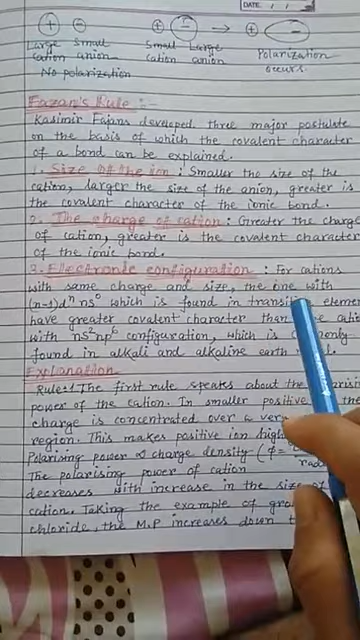 DATE: / /
+ − + − → + −
Large small Small Large Polarization
cation anion cation anion occurs.
No polarization
Fazan's Rule :-
Kasimir Fajans developed three major postulate
on the basis of which the covalent character
of a bond can be explained.
1. Size of the ion : Smaller the size of the
cation, larger the size of the anion, greater is
the covalent character of the ionic bond.
2. The charge of cation : Greater the charge
of cation, greater is the covalent character
of the ionic bond.
3. Electronic configuration : For cations
with same charge and size, the one with
(n-1)dⁿ ns⁰ which is found in transition
have greater covalent character than the
with ns²np⁶ configuration, which is
found in alkali and alkaline earth
Explanation
Rule:1 The first rule speaks about the
power of the cation. In smaller positive
charge is concentrated over a very
region. This makes positive ion
Polarising power ∝ charge density (φ =
The polarising power of cation
decreases with increase in the size of
cation. Taking the example of
chloride, the M.P increases down